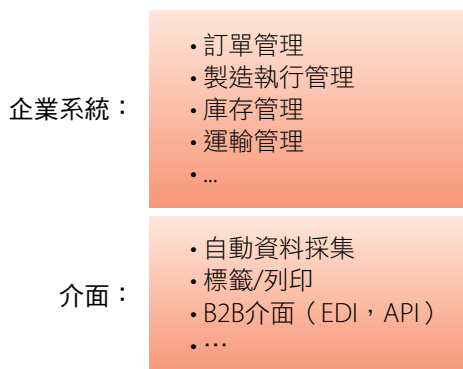 企業系統：
• 訂單管理
• 製造執行管理
• 庫存管理
• 運輸管理
• ...
介面：
• 自動資料採集
• 標籤/列印
• B2B介面（EDI，API）
• …